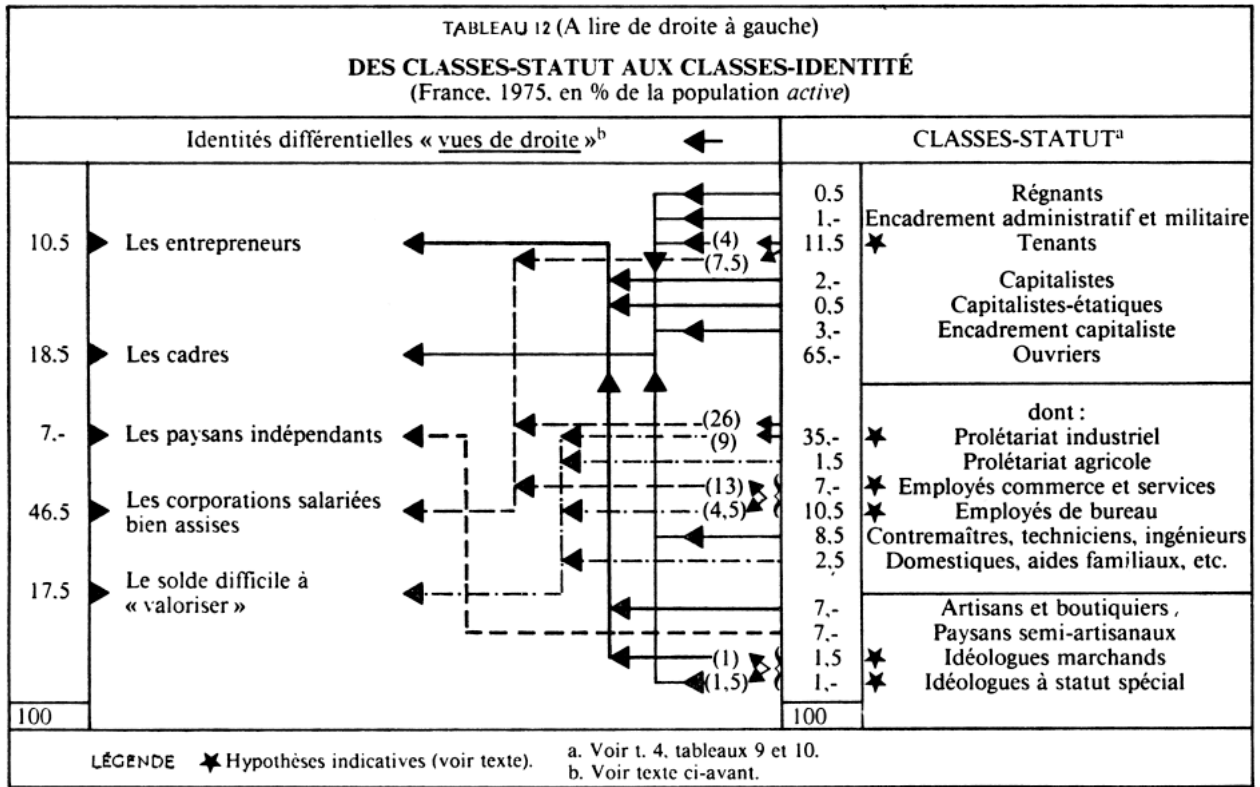 TABLEAU 12 (A lire de droite à gauche)
DES CLASSES-STATUT AUX CLASSES-IDENTITÉ
(France, 1975, en % de la population active)
Identités différentielles « vues de droite »b
CLASSES-STATUTa
0,5 Régnants
1,- Encadrement administratif et militaire
10,5 Les entrepreneurs (4) 11,5 Tenants
(7,5)
2,- Capitalistes
0,5 Capitalistes-étatiques
3,- Encadrement capitaliste
18,5 Les cadres 65,- Ouvriers
dont :
(26)
7,- Les paysans indépendants (9) 35,- Prolétariat industriel
1,5 Prolétariat agricole
(13) 7,- Employés commerce et services
46,5 Les corporations salariées bien assises (4,5) 10,5 Employés de bureau
8,5 Contremaîtres, techniciens, ingénieurs
2,5 Domestiques, aides familiaux, etc.
17,5 Le solde difficile à « valoriser »
7,- Artisans et boutiquiers
7,- Paysans semi-artisanaux
(1) 1,5 Idéologues marchands
(1,5) 1,- Idéologues à statut spécial
100 100
LÉGENDE ★ Hypothèses indicatives (voir texte).
a. Voir t. 4, tableaux 9 et 10.
b. Voir texte ci-avant.